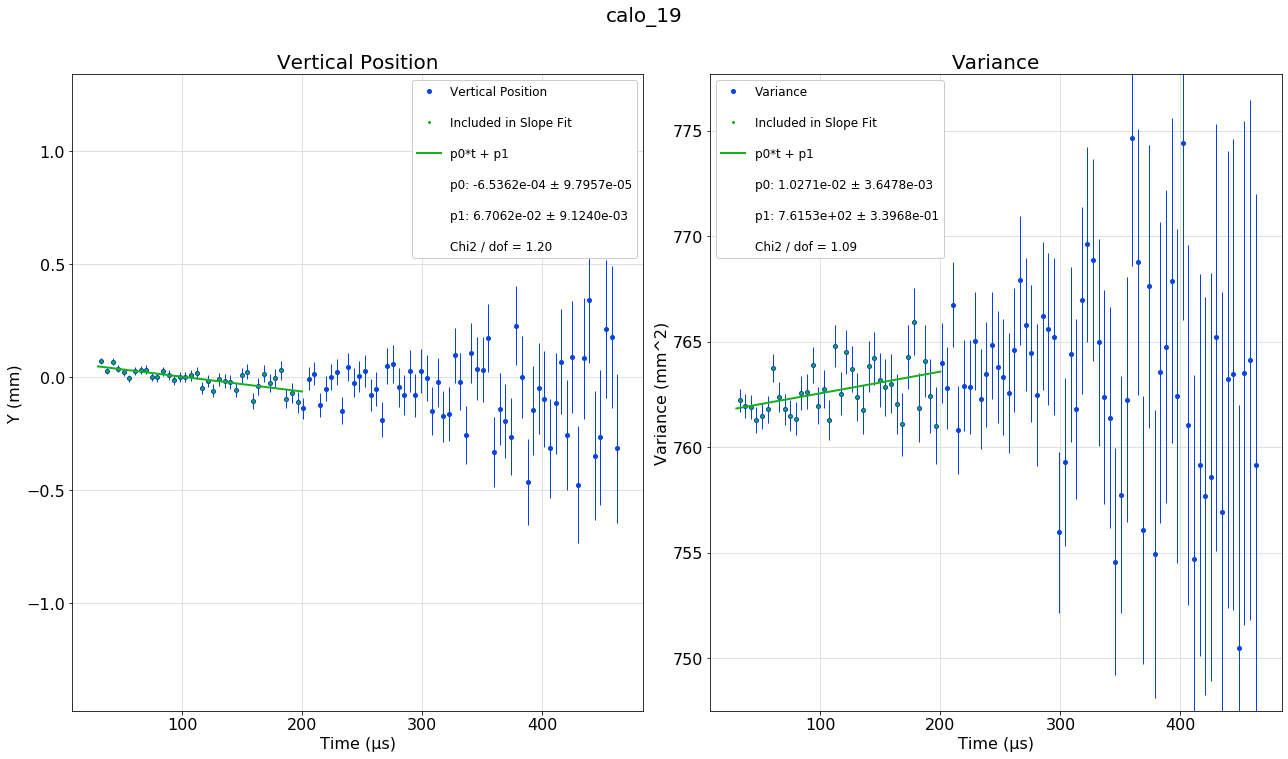 calo_19
Vertical Position
Vertical Position
Included in Slope Fit
p0*t + p1
p0: -6.5362e-04 ± 9.7957e-05
p1: 6.7062e-02 ± 9.1240e-03
Chi2 / dof = 1.20
1.0
0.5
0.0
−0.5
−1.0
Y (mm)
100
200
300
400
Time (μs)
Variance
Variance
Included in Slope Fit
p0*t + p1
p0: 1.0271e-02 ± 3.6478e-03
p1: 7.6153e+02 ± 3.3968e-01
Chi2 / dof = 1.09
775
770
765
760
755
750
Variance (mm^2)
100
200
300
400
Time (μs)